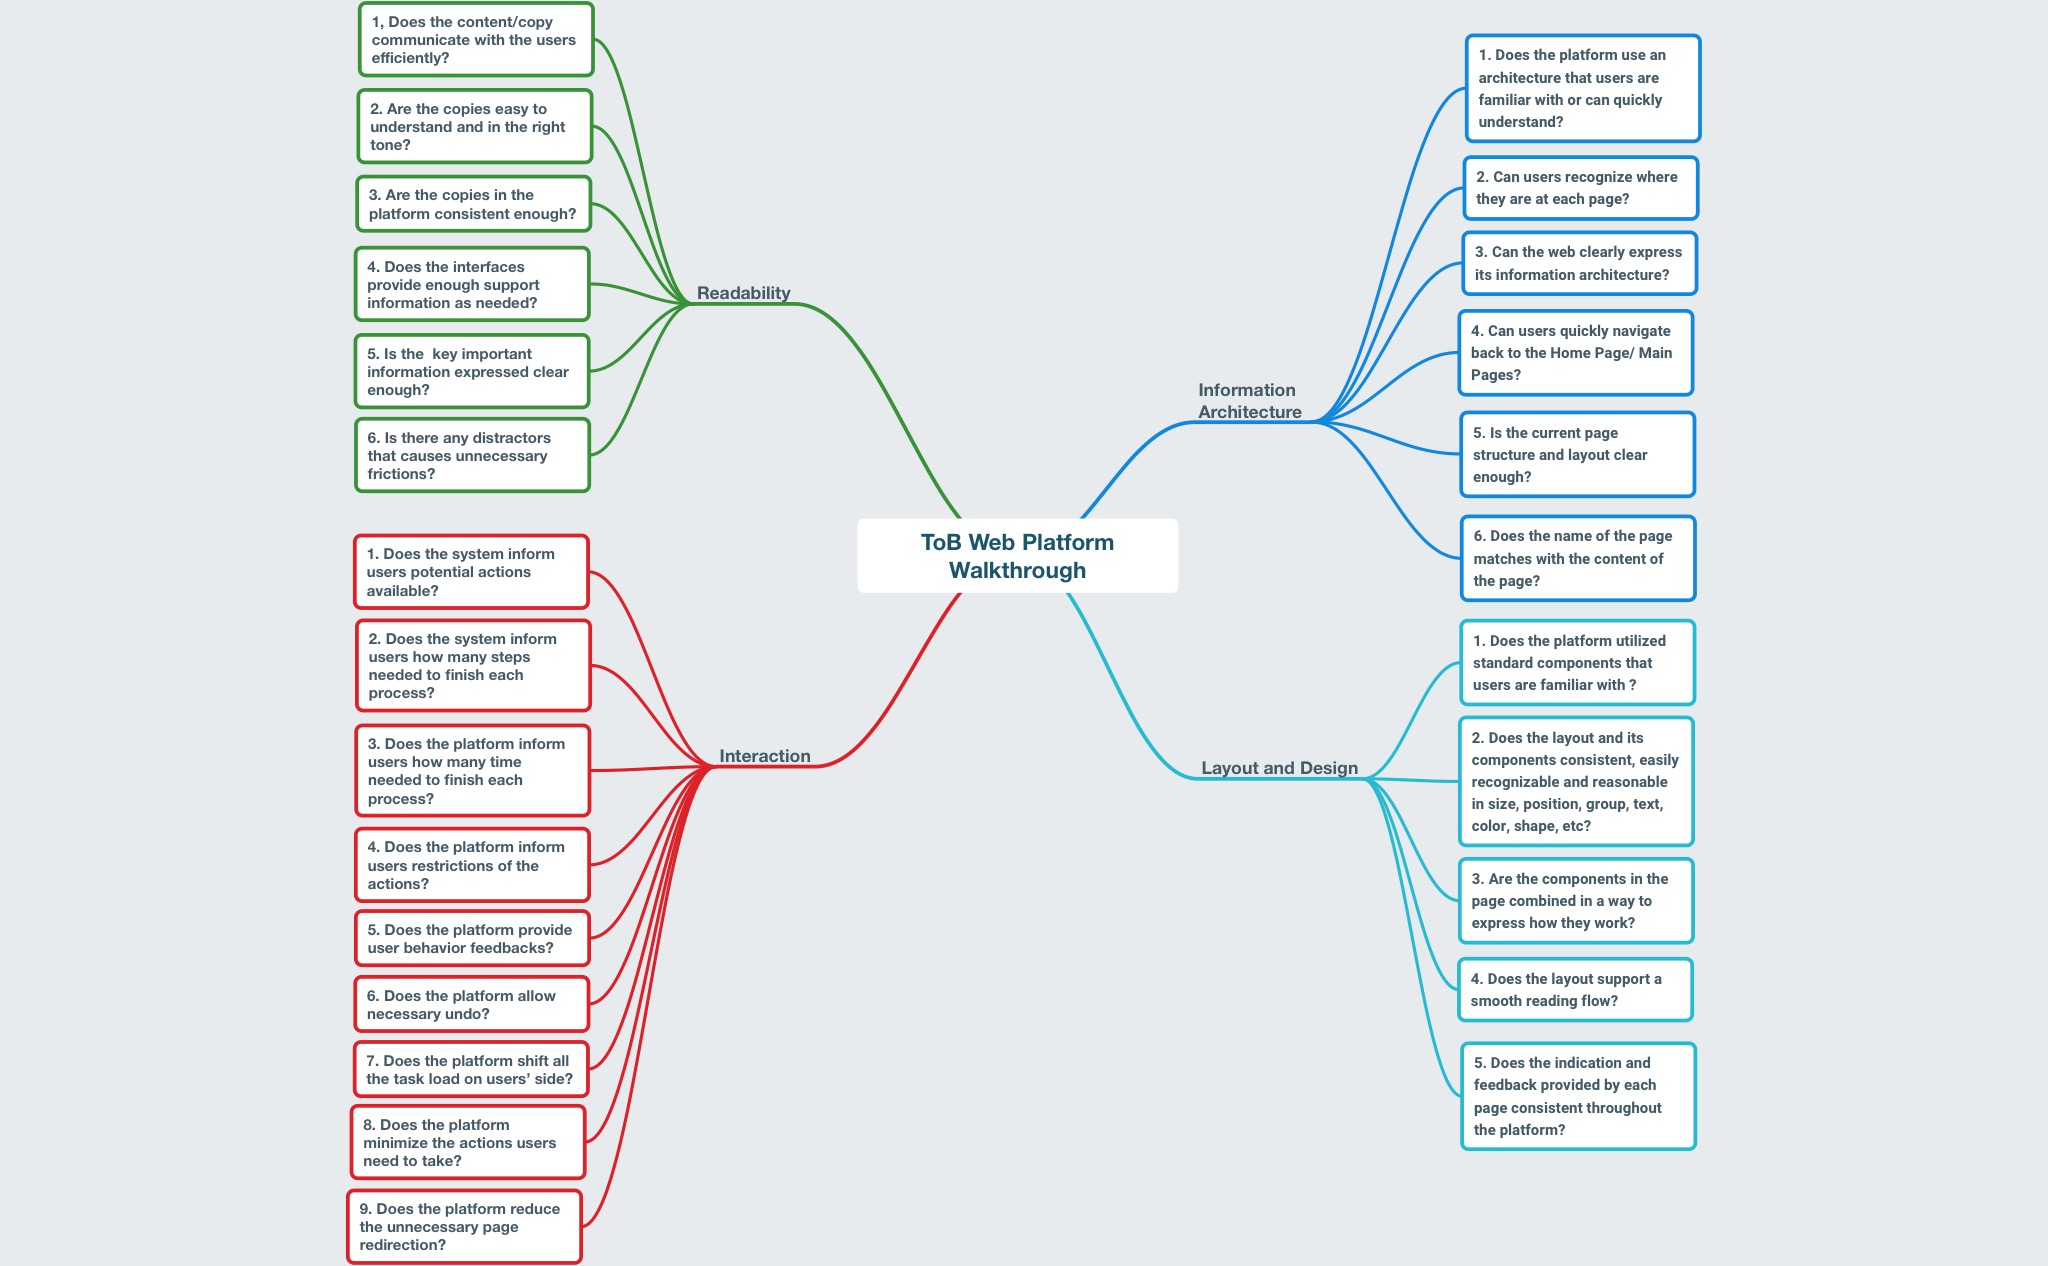 ToB Web Platform
Walkthrough
Readability
1, Does the content/copy
communicate with the users
efficiently?
2. Are the copies easy to
understand and in the right
tone?
3. Are the copies in the
platform consistent enough?
4. Does the interfaces
provide enough support
information as needed?
5. Is the  key important
information expressed clear
enough?
6. Is there any distractors
that causes unnecessary
frictions?
Interaction
1. Does the system inform
users potential actions
available?
2. Does the system inform
users how many steps
needed to finish each
process?
3. Does the platform inform
users how many time
needed to finish each
process?
4. Does the platform inform
users restrictions of the
actions?
5. Does the platform provide
user behavior feedbacks?
6. Does the platform allow
necessary undo?
7. Does the platform shift all
the task load on users’ side?
8. Does the platform
minimize the actions users
need to take?
9. Does the platform reduce
the unnecessary page
redirection?
Information
Architecture
1. Does the platform use an
architecture that users are
familiar with or can quickly
understand?
2. Can users recognize where
they are at each page?
3. Can the web clearly express
its information architecture?
4. Can users quickly navigate
back to the Home Page/ Main
Pages?
5. Is the current page
structure and layout clear
enough?
6. Does the name of the page
matches with the content of
the page?
Layout and Design
1. Does the platform utilized
standard components that
users are familiar with ?
2. Does the layout and its
components consistent, easily
recognizable and reasonable
in size, position, group, text,
color, shape, etc?
3. Are the components in the
page combined in a way to
express how they work?
4. Does the layout support a
smooth reading flow?
5. Does the indication and
feedback provided by each
page consistent throughout
the platform?